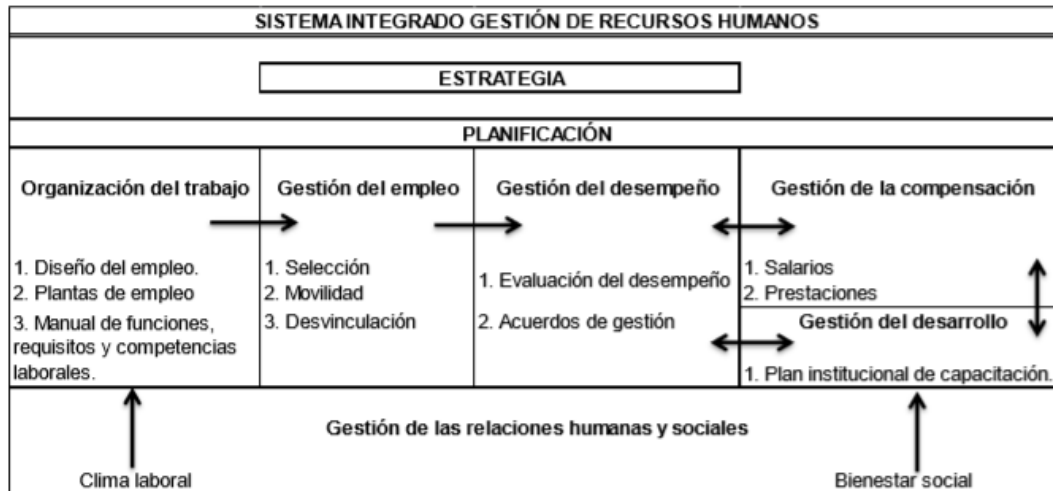 SISTEMA INTEGRADO GESTIÓN DE RECURSOS HUMANOS
ESTRATEGIA
PLANIFICACIÓN
Organización del trabajo
1. Diseño del empleo.
2. Plantas de empleo
3. Manual de funciones,
requisitos y competencias
laborales.
Gestión del empleo
1. Selección
2. Movilidad
3. Desvinculación
Gestión del desempeño
1. Evaluación del desempeño
2. Acuerdos de gestión
Gestión de la compensación
1. Salarios
2. Prestaciones
Gestión del desarrollo
1. Plan institucional de capacitación.
Gestión de las relaciones humanas y sociales
Clima laboral
Bienestar social